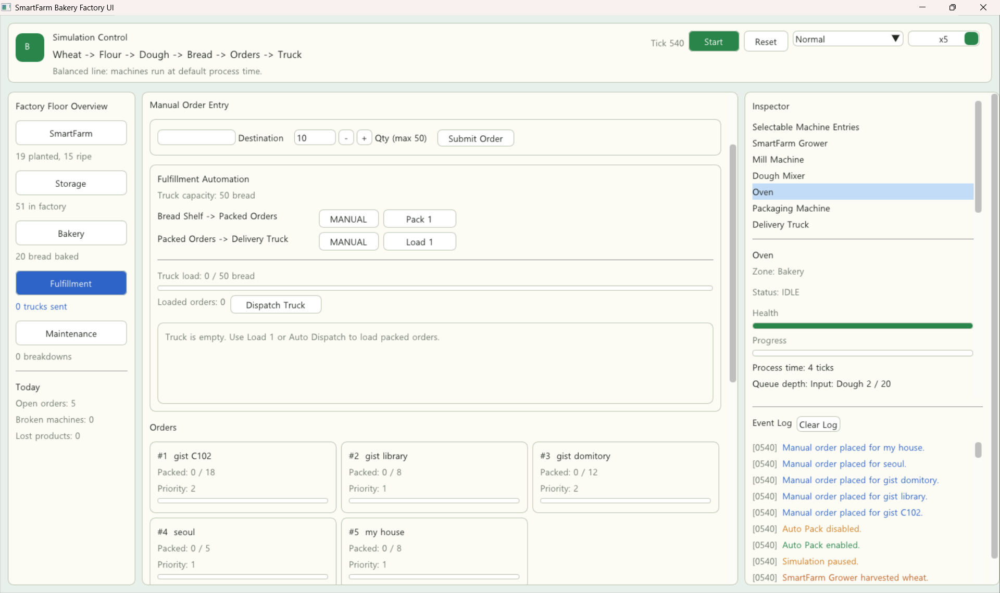 SmartFarm Bakery Factory UI
B
Simulation Control
Wheat -> Flour -> Dough -> Bread -> Orders -> Truck
Balanced line: machines run at default process time.
Tick 540
Start
Reset
Normal
x5
Factory Floor Overview
SmartFarm
19 planted, 15 ripe
Storage
51 in factory
Bakery
20 bread baked
Fulfillment
0 trucks sent
Maintenance
0 breakdowns
Today
Open orders: 5
Broken machines: 0
Lost products: 0
Manual Order Entry
Destination
10
-
+
Qty (max 50)
Submit Order
Fulfillment Automation
Truck capacity: 50 bread
Bread Shelf -> Packed Orders
MANUAL
Pack 1
Packed Orders -> Delivery Truck
MANUAL
Load 1
Truck load: 0 / 50 bread
Loaded orders: 0
Dispatch Truck
Truck is empty. Use Load 1 or Auto Dispatch to load packed orders.
Orders
#1 gist C102
Packed: 0 / 18
Priority: 2
#2 gist library
Packed: 0 / 8
Priority: 1
#3 gist domitory
Packed: 0 / 12
Priority: 2
#4 seoul
Packed: 0 / 5
Priority: 1
#5 my house
Packed: 0 / 8
Priority: 1
Inspector
Selectable Machine Entries
SmartFarm Grower
Mill Machine
Dough Mixer
Oven
Packaging Machine
Delivery Truck
Oven
Zone: Bakery
Status: IDLE
Health
Progress
Process time: 4 ticks
Queue depth: Input: Dough 2 / 20
Event Log
Clear Log
[0540] Manual order placed for my house.
[0540] Manual order placed for seoul.
[0540] Manual order placed for gist domitory.
[0540] Manual order placed for gist library.
[0540] Manual order placed for gist C102.
[0540] Auto Pack disabled.
[0540] Auto Pack enabled.
[0540] Simulation paused.
[0540] SmartFarm Grower harvested wheat.